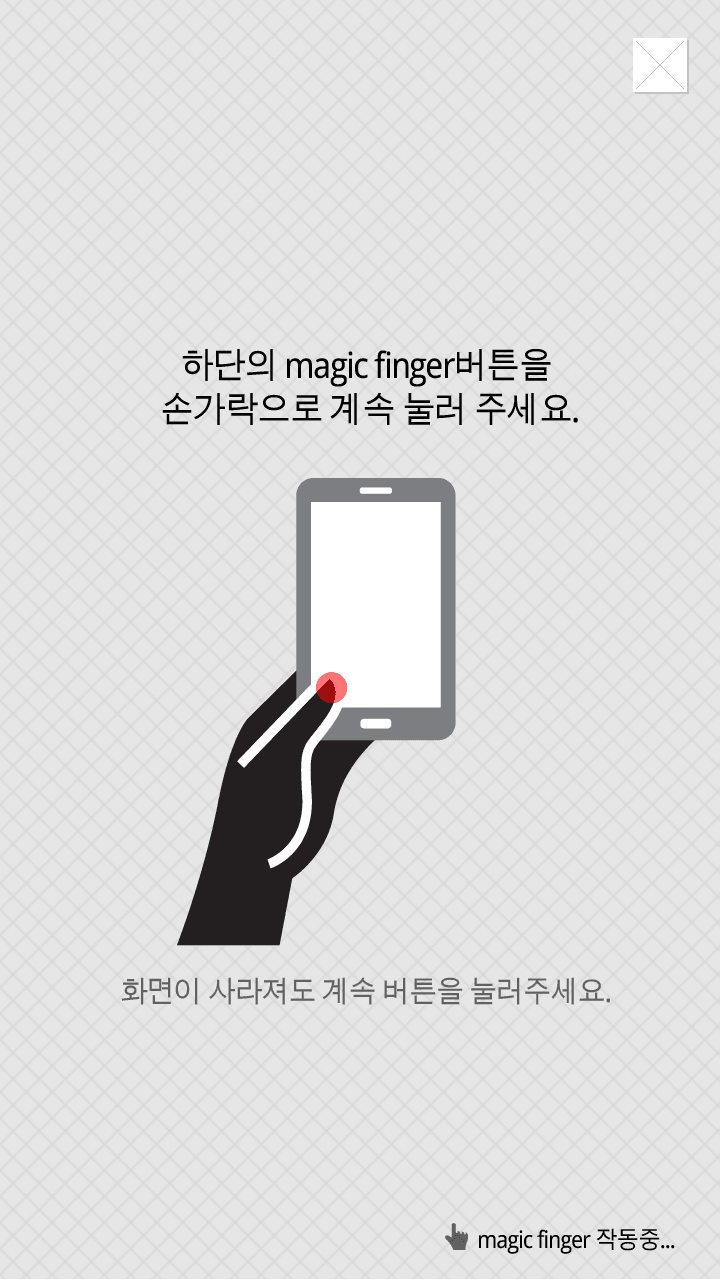 하단의 magic finger버튼을
손가락으로 계속 눌러 주세요.
화면이 사라져도 계속 버튼을 눌러주세요.
magic finger 작동중...